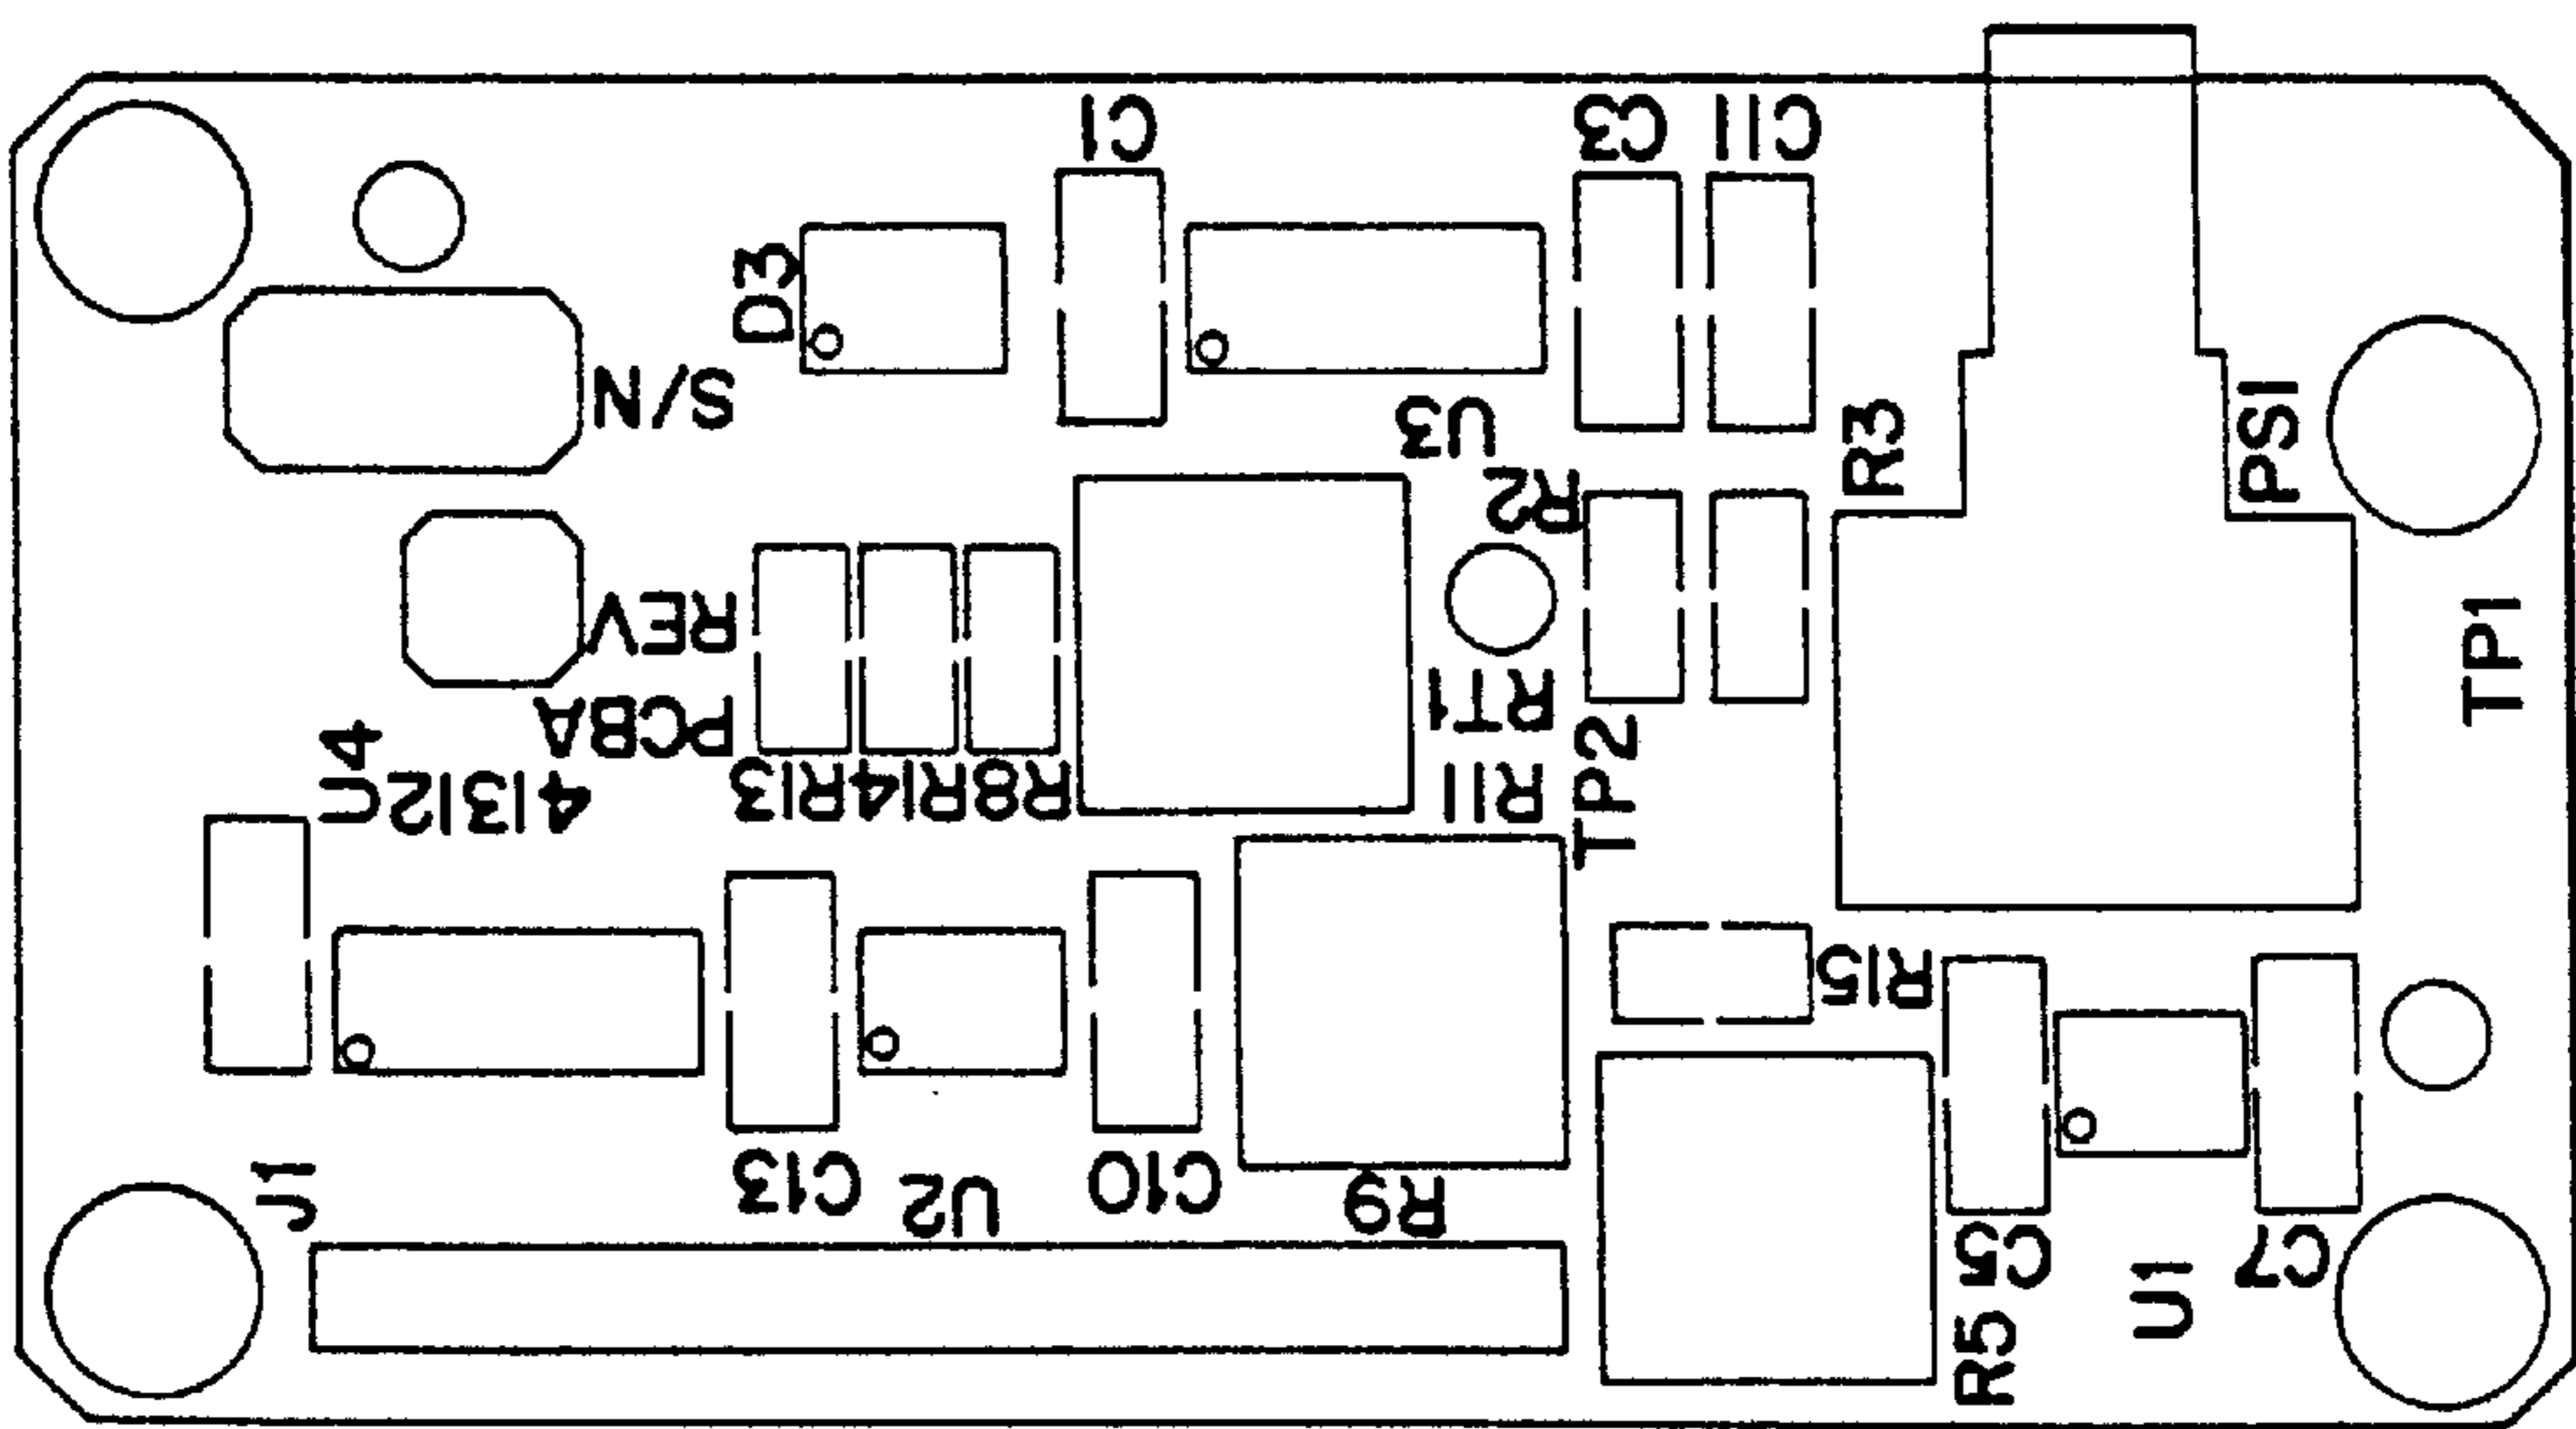 C1
C3
C11
D3
S/N
U3
R3
PS1
R2
REV
TP1
RT1
PCBA
U4
41312
R13
R14
R8
R11
TP2
R15
J1
C13
U2
C10
R9
C5
U1
C7
R5